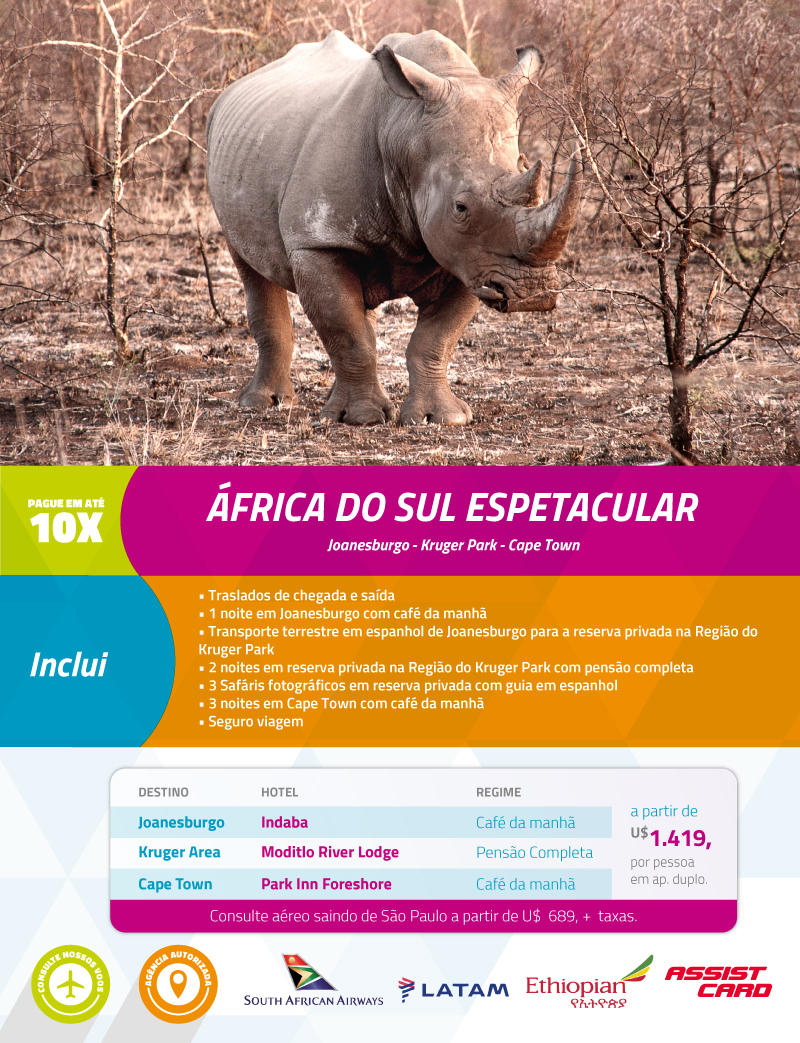 PAGUE EM ATÉ
10X
ÁFRICA DO SUL ESPETACULAR
Joanesburgo - Kruger Park - Cape Town
Inclui
• Traslados de chegada e saída
• 1 noite em Joanesburgo com café da manhã
• Transporte terrestre em espanhol de Joanesburgo para a reserva privada na Região do
Kruger Park
• 2 noites em reserva privada na Região do Kruger Park com pensão completa
• 3 Safáris fotográficos em reserva privada com guia em espanhol
• 3 noites em Cape Town com café da manhã
• Seguro viagem
DESTINO HOTEL REGIME
Joanesburgo Indaba Café da manhã
Kruger Area Moditlo River Lodge Pensão Completa
Cape Town Park Inn Foreshore Café da manhã
a partir de
U$1.419,
por pessoa
em ap. duplo.
Consulte aéreo saindo de São Paulo a partir de U$ 689, + taxas.
CONSULTE NOSSOS VOOS
AGÊNCIA AUTORIZADA
SOUTH AFRICAN AIRWAYS
LATAM
Ethiopian
የኢትዮጵያ
ASSIST
CARD